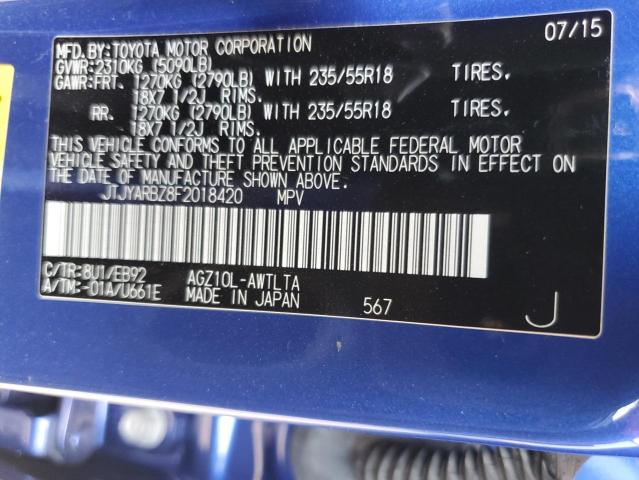 MFD.BY:TOYOTA MOTOR CORPORATION 07/15
GVWR:2310KG (5090LB)
GAWR:FRT. 1270KG (2790LB) WITH 235/55R18 TIRES,
18X7 1/2J RIMS.
RR. 1270KG (2790LB) WITH 235/55R18 TIRES,
18X7 1/2J RIMS.
THIS VEHICLE CONFORMS TO ALL APPLICABLE FEDERAL MOTOR
VEHICLE SAFETY AND THEFT PREVENTION STANDARDS IN EFFECT ON
THE DATE OF MANUFACTURE SHOWN ABOVE.
JTJYARBZ8F2018420 MPV
C/TR:8U1/EB92 AGZ10L-AWTLTA
A/TM:-01A/U661E MADE IN JAPAN 567 J